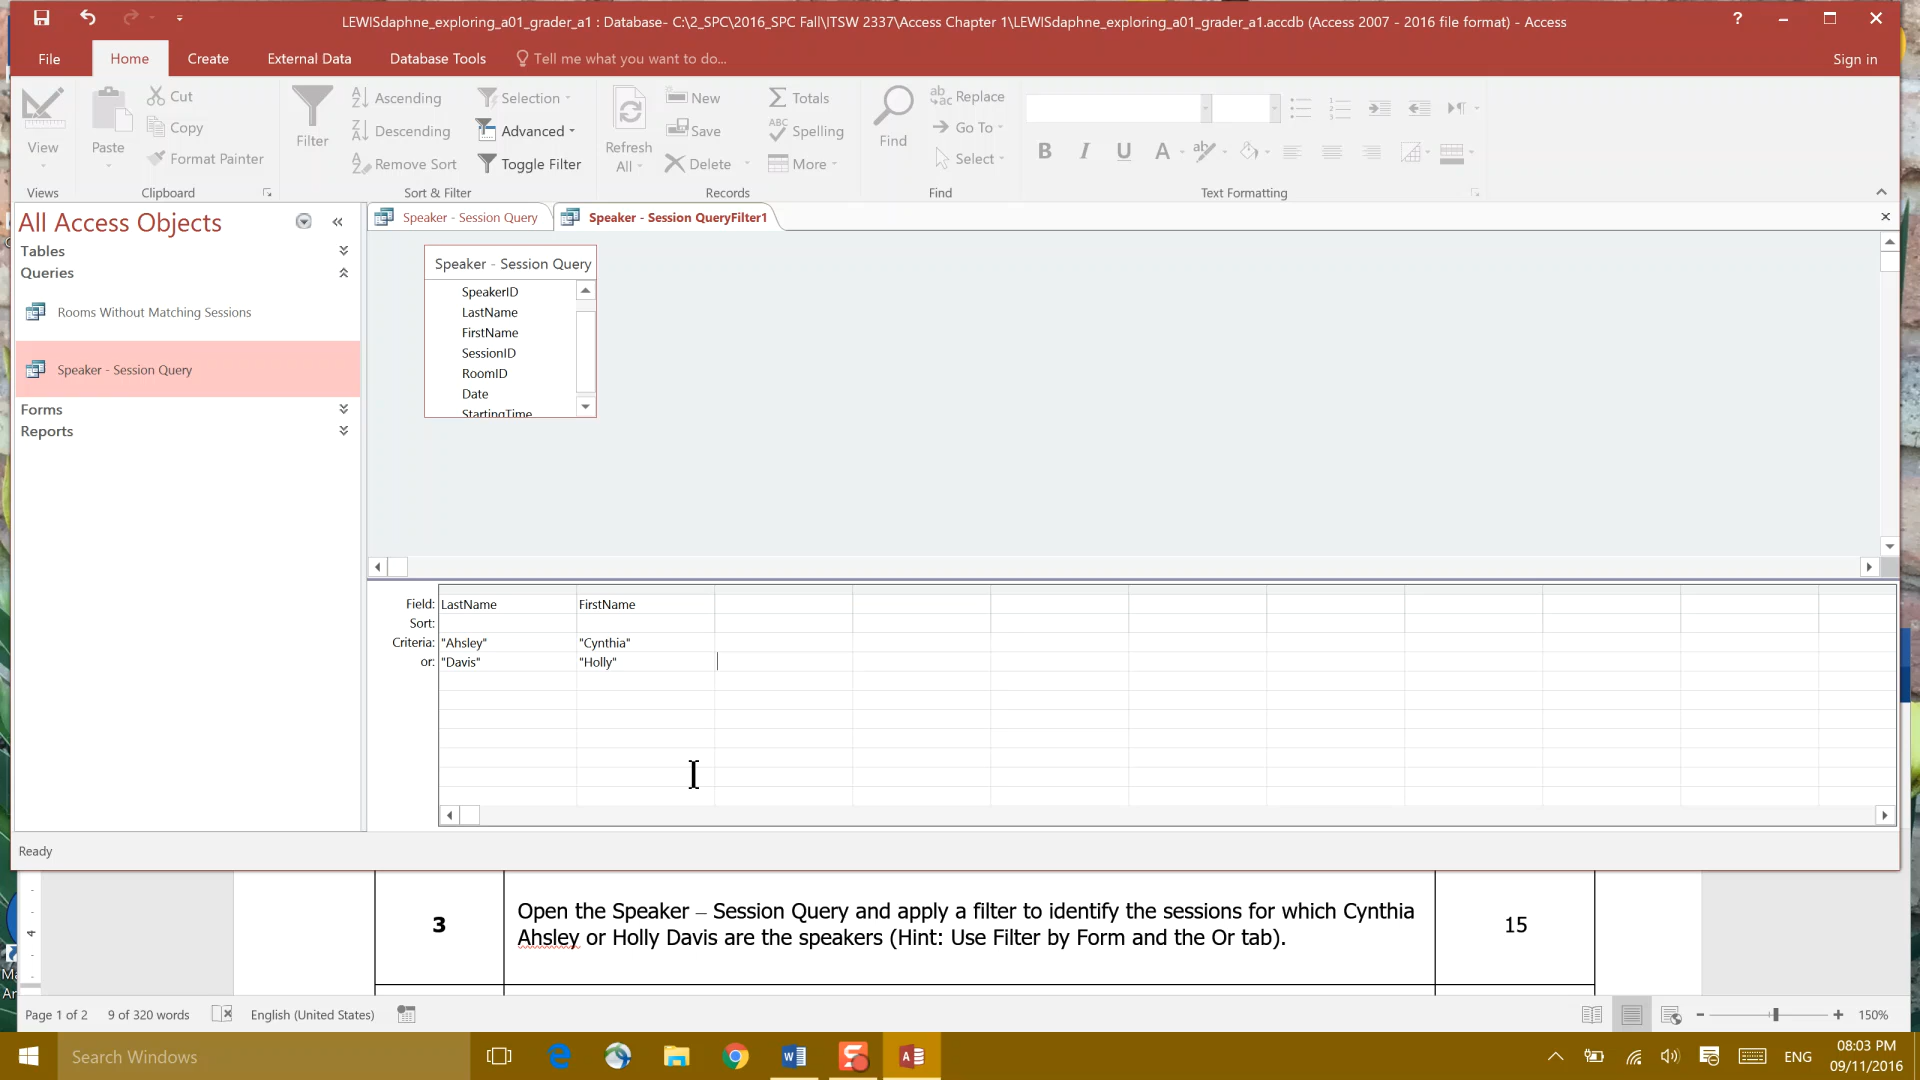 LEWISdaphne_exploring_a01_grader_a1 : Database- C:\2_SPC\2016_SPC Fall\ITSW 2337\Access Chapter 1\LEWISdaphne_exploring_a01_grader_a1.accdb (Access 2007 - 2016 file format) - Access
File Home Create External Data Database Tools Tell me what you want to do... Sign in
View
Views
Paste
Cut
Copy
Format Painter
Clipboard
Filter
Ascending
Descending
Remove Sort
Selection
Advanced
Toggle Filter
Sort & Filter
Refresh
All
New
Save
Delete
Totals
Spelling
More
Records
Find
Replace
Go To
Select
Find
B I U A
Text Formatting
All Access Objects
Tables
Queries
Rooms Without Matching Sessions
Speaker - Session Query
Forms
Reports
Speaker - Session Query
Speaker - Session QueryFilter1
Speaker - Session Query
SpeakerID
LastName
FirstName
SessionID
RoomID
Date
StartingTime
Field: LastName FirstName
Sort:
Criteria: "Ahsley" "Cynthia"
or: "Davis" "Holly"
Ready
3
Open the Speaker – Session Query and apply a filter to identify the sessions for which Cynthia
Ahsley or Holly Davis are the speakers (Hint: Use Filter by Form and the Or tab).
15
Page 1 of 2 9 of 320 words English (United States) 150%
Search Windows
ENG
08:03 PM
09/11/2016